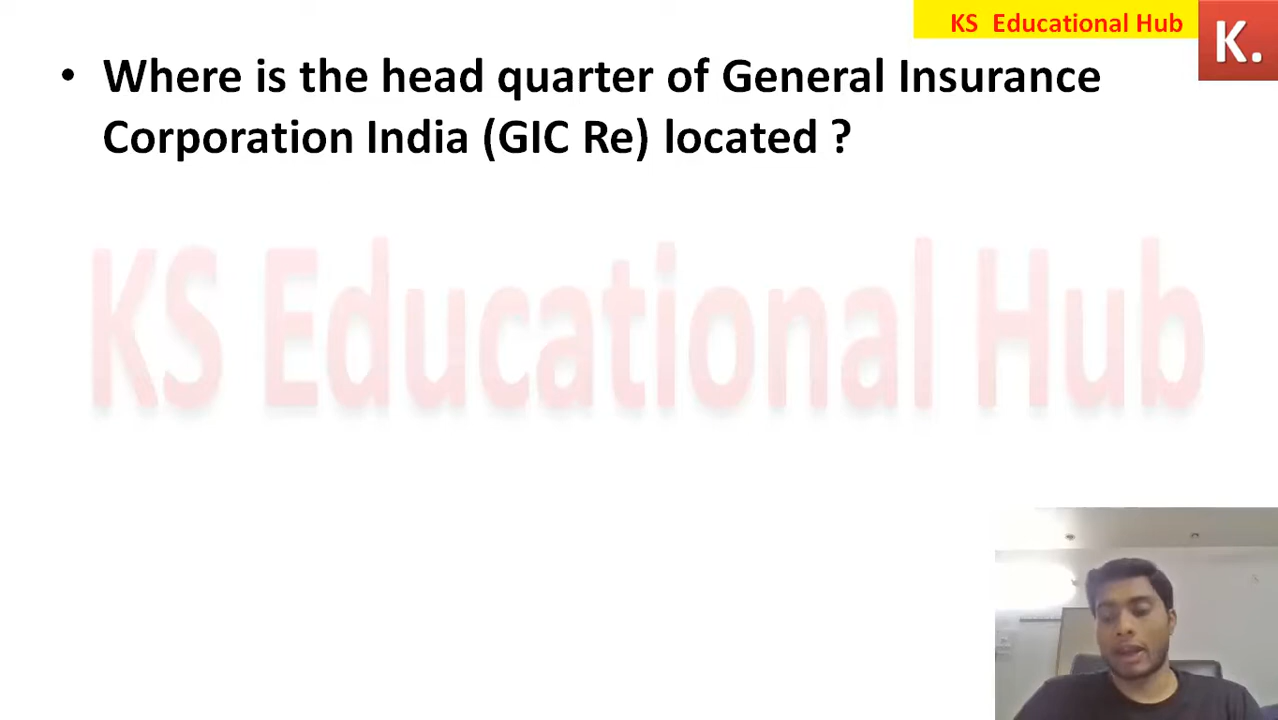 KS Educational Hub
K.
• Where is the head quarter of General Insurance
Corporation India (GIC Re) located ?
KS Educational Hub